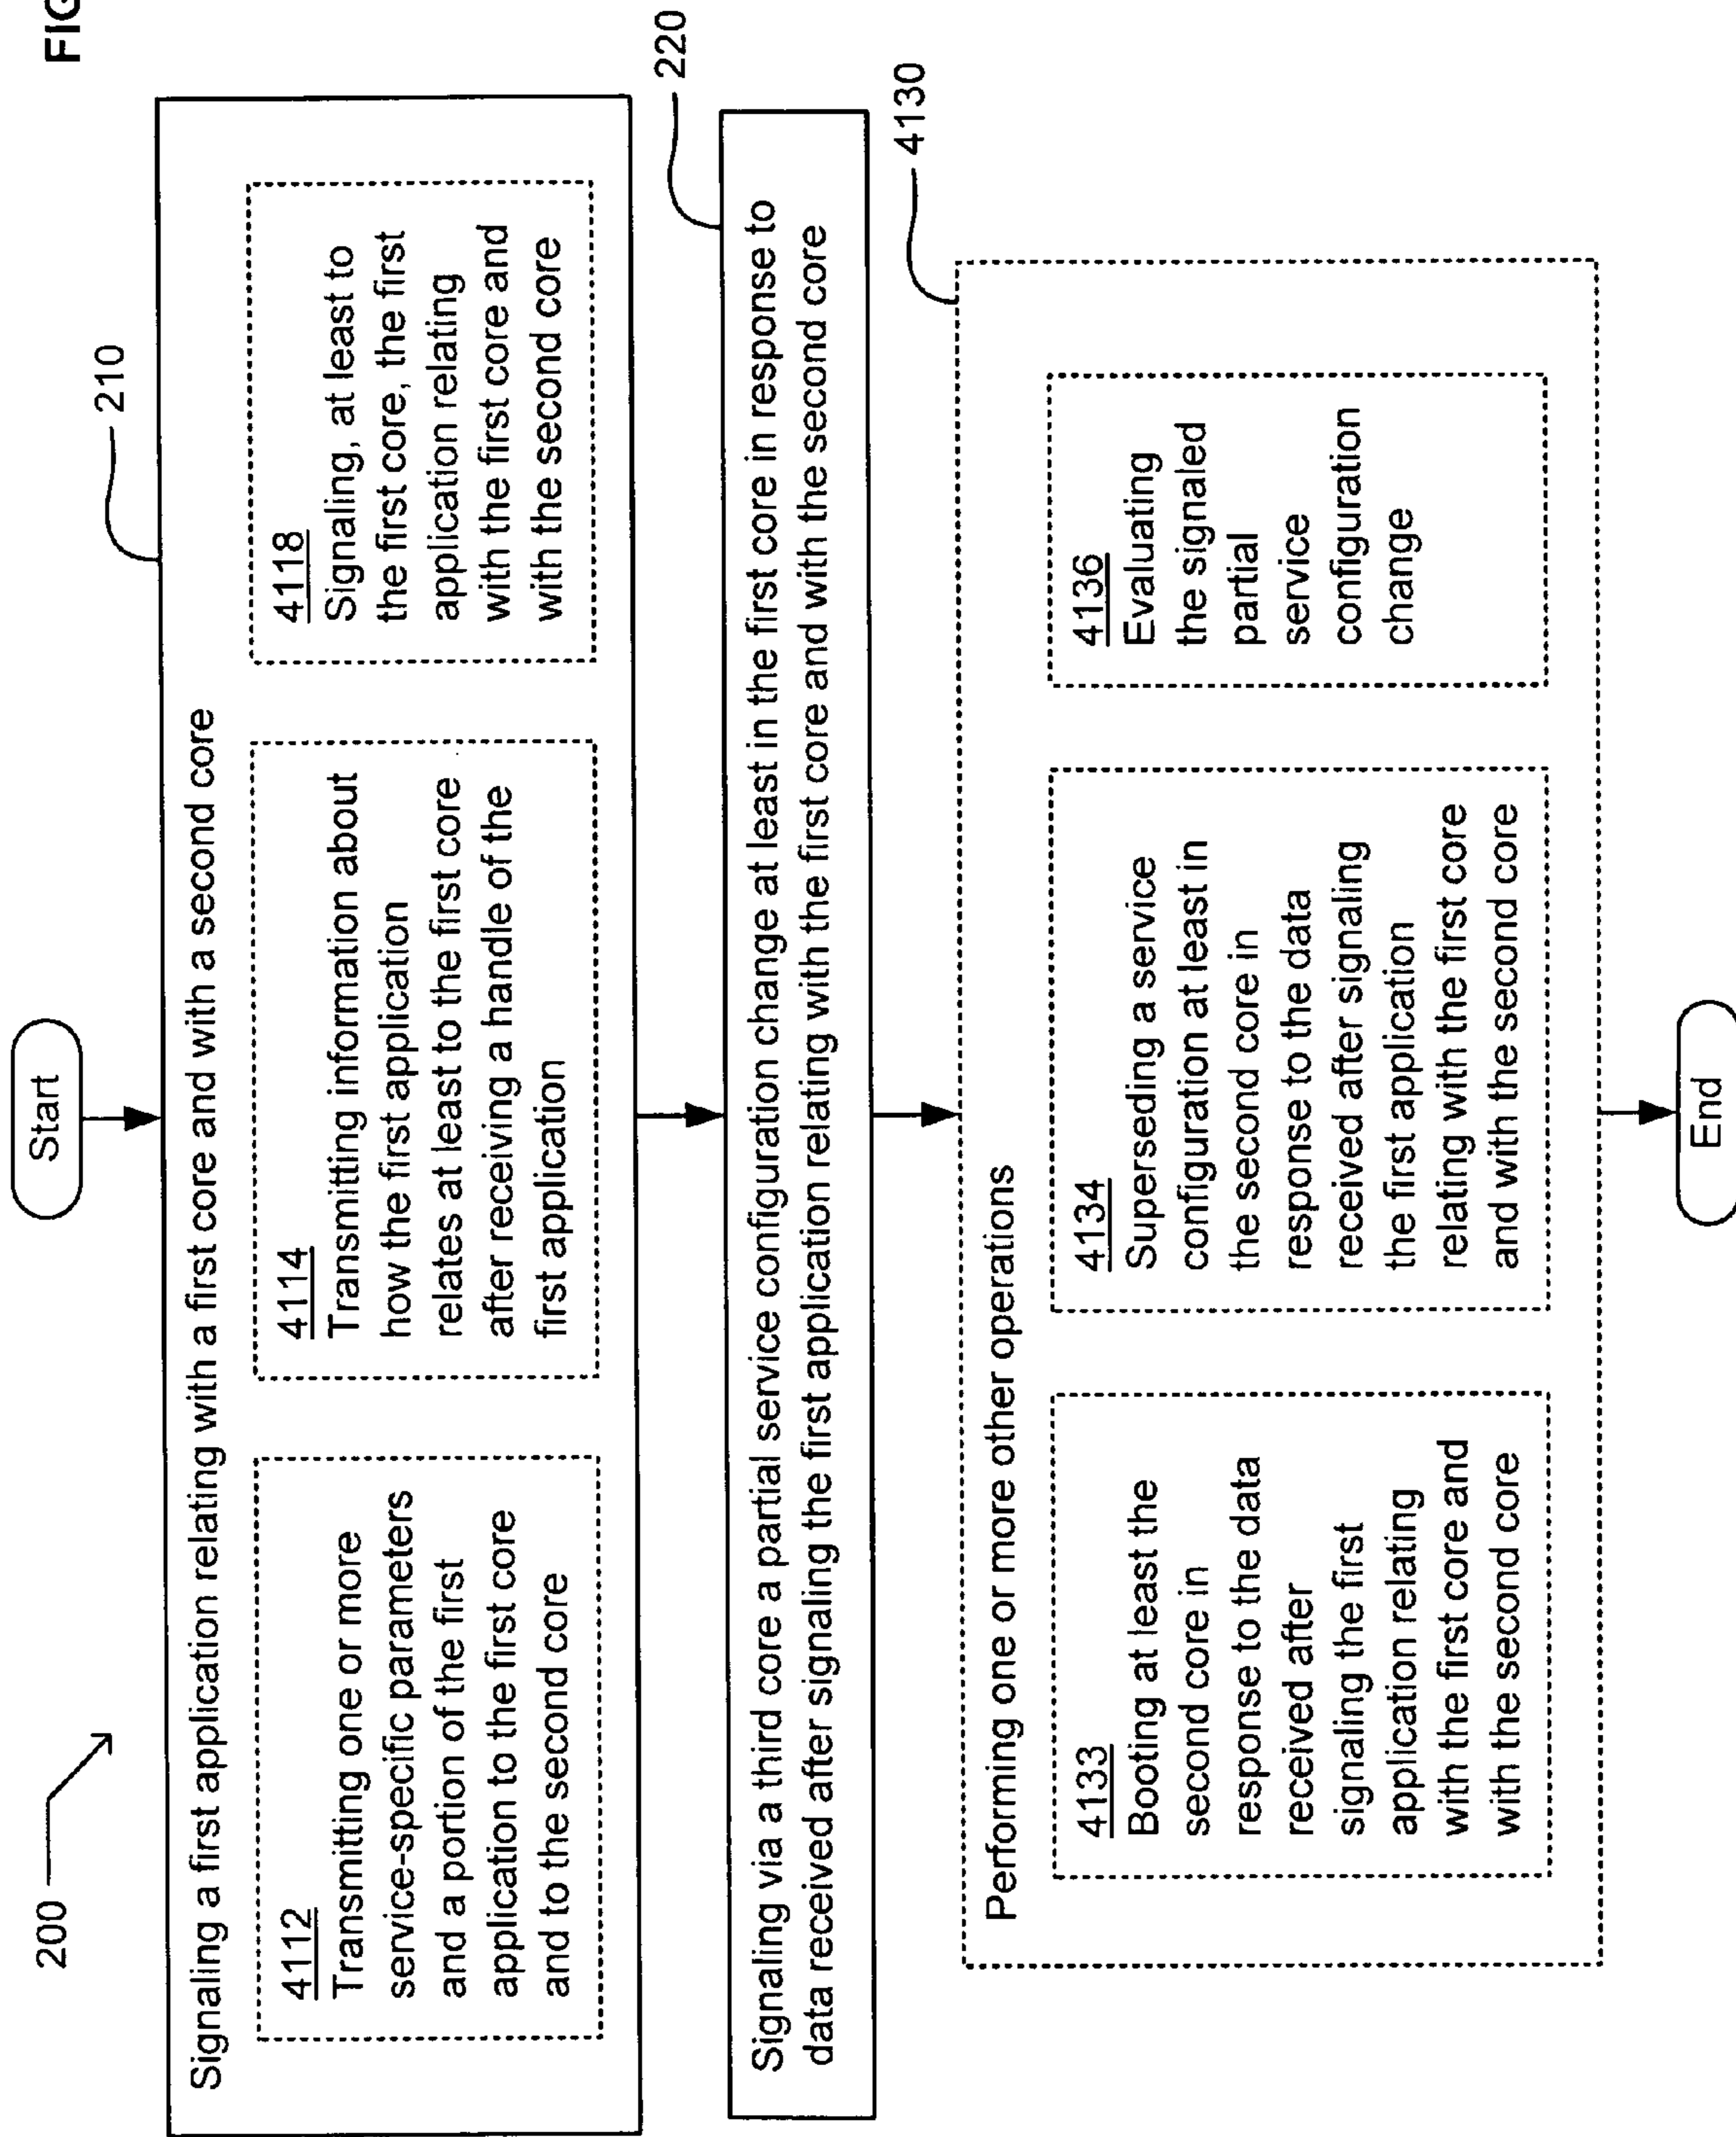 FIG
200
Start
210
Signaling a first application relating with a first core and with a second core
4112
Transmitting one or more
service-specific parameters
and a portion of the first
application to the first core
and to the second core
4114
Transmitting information about
how the first application
relates at least to the first core
after receiving a handle of the
first application
4118
Signaling, at least to
the first core, the first
application relating
with the first core and
with the second core
220
Signaling via a third core a partial service configuration change at least in the first core in response to
data received after signaling the first application relating with the first core and with the second core
4130
Performing one or more other operations
4133
Booting at least the
second core in
response to the data
received after
signaling the first
application relating
with the first core and
with the second core
4134
Superseding a service
configuration at least in
the second core in
response to the data
received after signaling
the first application
relating with the first core
and with the second core
4136
Evaluating
the signaled
partial
service
configuration
change
End